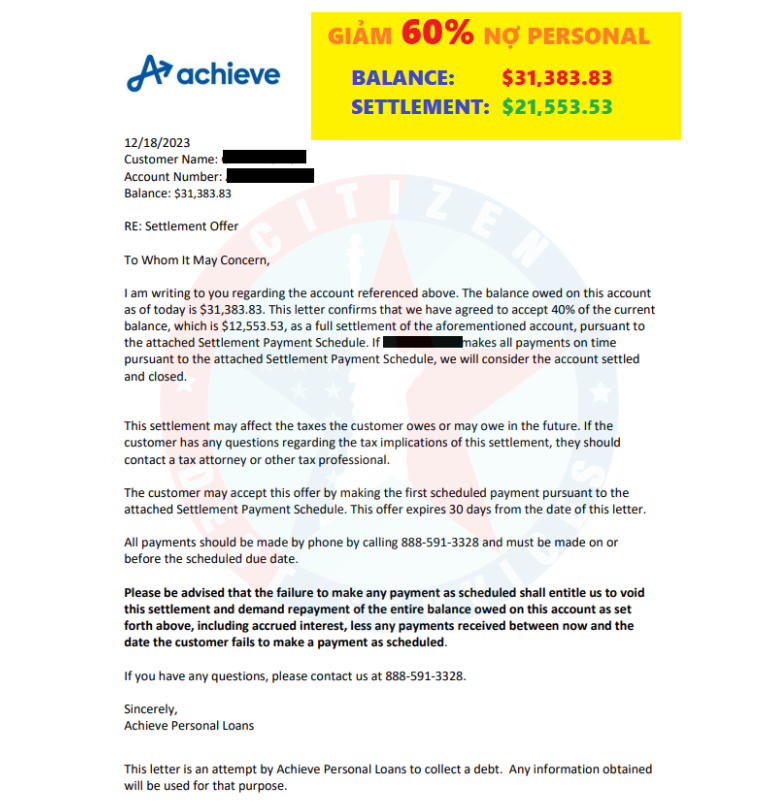 GIẢM 60% NỢ PERSONAL
BALANCE: $31,383.83
SETTLEMENT: $21,553.53
achieve
12/18/2023
Customer Name:
Account Number:
Balance: $31,383.83
RE: Settlement Offer
To Whom It May Concern,
I am writing to you regarding the account referenced above. The balance owed on this account
as of today is $31,383.83. This letter confirms that we have agreed to accept 40% of the current
balance, which is $12,553.53, as a full settlement of the aforementioned account, pursuant to
the attached Settlement Payment Schedule. If makes all payments on time
pursuant to the attached Settlement Payment Schedule, we will consider the account settled
and closed.
This settlement may affect the taxes the customer owes or may owe in the future. If the
customer has any questions regarding the tax implications of this settlement, they should
contact a tax attorney or other tax professional.
The customer may accept this offer by making the first scheduled payment pursuant to the
attached Settlement Payment Schedule. This offer expires 30 days from the date of this letter.
All payments should be made by phone by calling 888-591-3328 and must be made on or
before the scheduled due date.
Please be advised that the failure to make any payment as scheduled shall entitle us to void
this settlement and demand repayment of the entire balance owed on this account as set
forth above, including accrued interest, less any payments received between now and the
date the customer fails to make a payment as scheduled.
If you have any questions, please contact us at 888-591-3328.
Sincerely,
Achieve Personal Loans
This letter is an attempt by Achieve Personal Loans to collect a debt. Any information obtained
will be used for that purpose.
CITIZEN